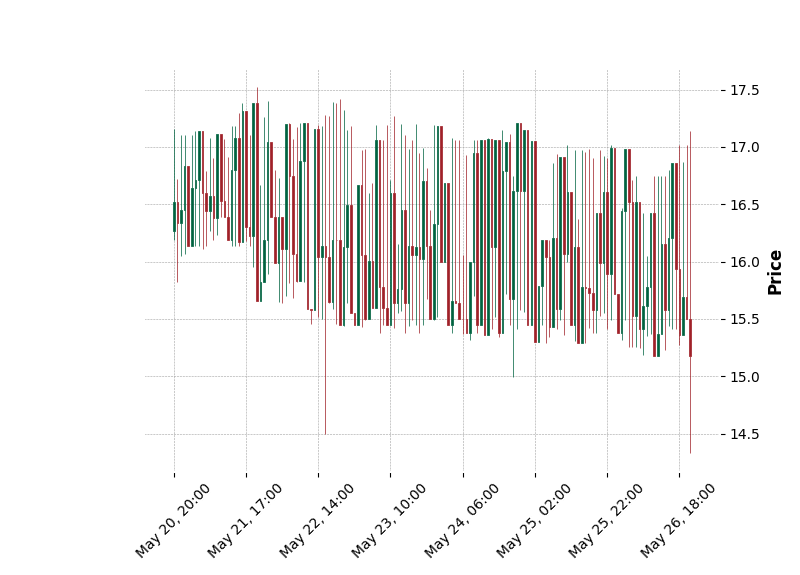 17.5
17.0
16.5
16.0
15.5
15.0
14.5
Price
May 20, 20:00
May 21, 17:00
May 22, 14:00
May 23, 10:00
May 24, 06:00
May 25, 02:00
May 25, 22:00
May 26, 18:00